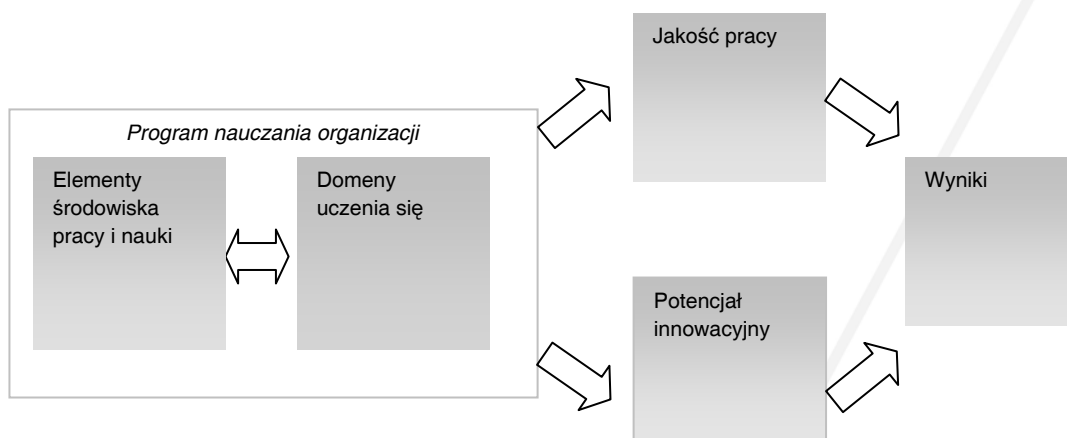 Jakość pracy
Program nauczania organizacji
Elementy
środowiska
pracy i nauki
Domeny
uczenia się
Wyniki
Potencjał
innowacyjny